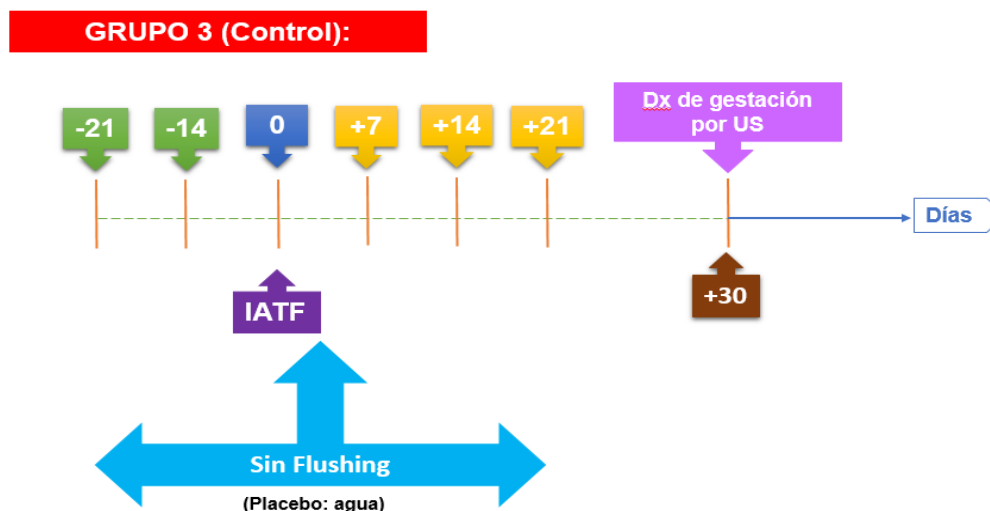 GRUPO 3 (Control):
-21
-14
0
+7
+14
+21
Dx de gestación
por US
Días
IATF
+30
Sin Flushing
(Placebo: agua)